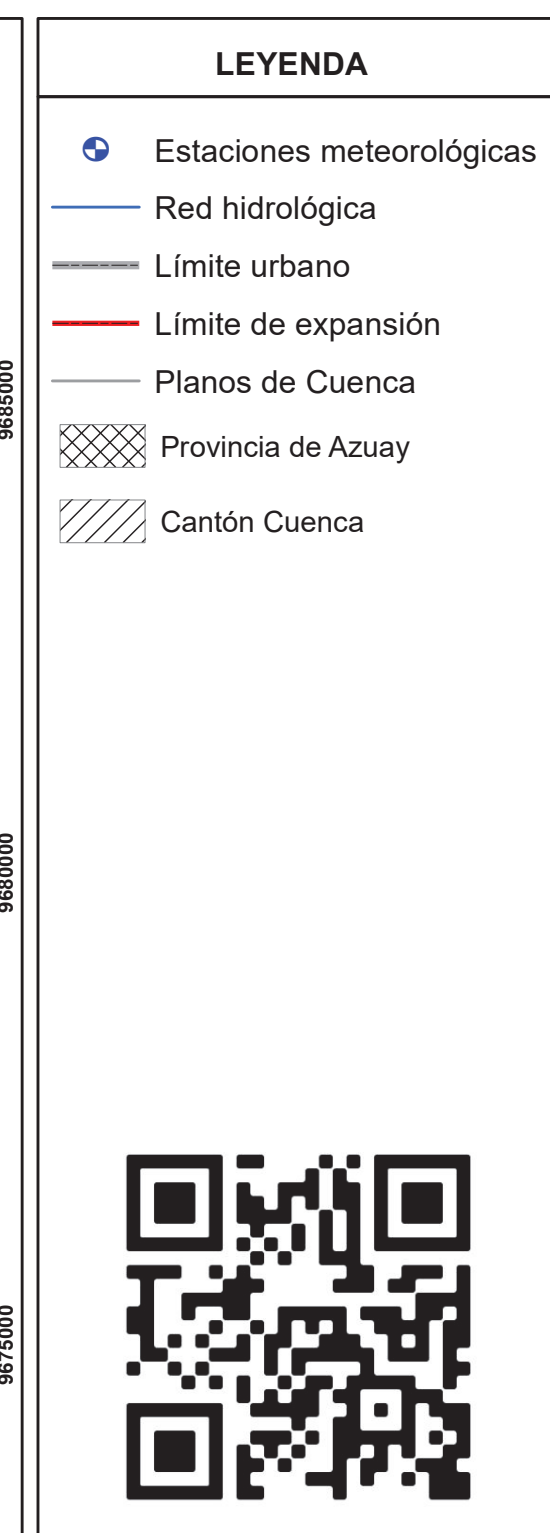 LEYENDA
Estaciones meteorológicas
Red hidrológica
Límite urbano
Límite de expansión
Planos de Cuenca
Provincia de Azuay
Cantón Cuenca
9685000
9680000
9675000